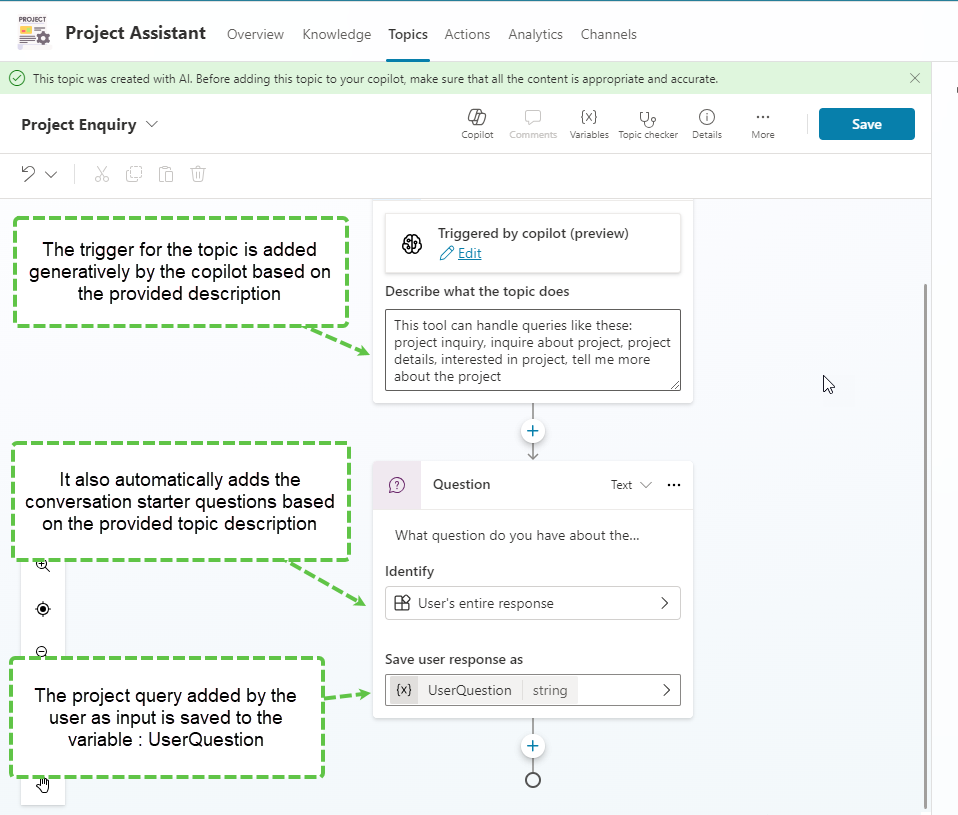 PROJECT
Project Assistant
Overview
Knowledge
Topics
Actions
Analytics
Channels
This topic was created with AI. Before adding this topic to your copilot, make sure that all the content is appropriate and accurate.
Project Enquiry
Copilot
Comments
{x}
Variables
Topic checker
Details
More
Save
The trigger for the topic is added
generatively by the copilot based on
the provided description
Triggered by copilot (preview)
Edit
Describe what the topic does
This tool can handle queries like these:
project inquiry, inquire about project, project
details, interested in project, tell me more
about the project
It also automatically adds the
conversation starter questions based
on the provided topic description
Question
Text
What question do you have about the...
Identify
User's entire response
Save user response as
{x} UserQuestion string
The project query added by the
user as input is saved to the
variable : UserQuestion